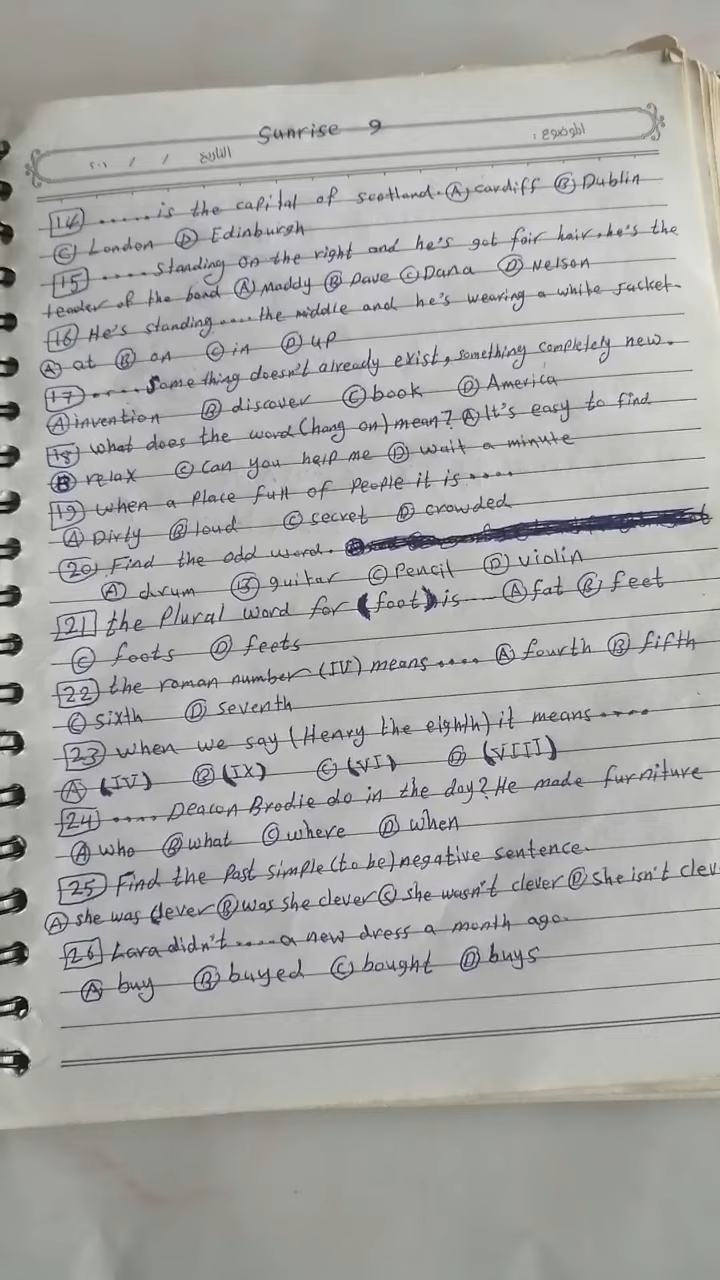 Sunrise 9
التاريخ / / ٢٠١ الموضوع :
14 ..... is the capital of scotland. (A) cardiff (B) Dublin
(C) London (D) Edinburgh
15 .... standing on the right and he's got fair hair. he's the
leader of the band (A) Maddy (B) Dave (C) Dana (D) Nelson
16 He's standing .... the middle and he's wearing a white jacket.
(A) at (B) on (C) in (D) up
17 ..... Something doesn't already exist, something completely new.
(A) invention (B) discover (C) book (D) America
18 what does the word (hang on) mean? (A) It's easy to find
(B) relax (C) can you help me (D) wait a minute
19 when a place full of people it is ....
(A) Dirty (B) loud (C) secret (D) crowded
20 Find the odd word.
(A) drum (B) guitar (C) Pencil (D) violin
21 the plural word for (foot) is ... (A) fat (B) feet
(C) foots (D) feets
22 the roman number (IV) means .... (A) fourth (B) fifth
(C) sixth (D) seventh
23 when we say (Henry the eighth) it means ....
(A) (IV) (B) (IX) (C) (VI) (D) (VIII)
24 .... Deacon Brodie do in the day? He made furniture
(A) who (B) what (C) where (D) when
25 Find the past simple (to be) negative sentence.
(A) she was clever (B) was she clever (C) she wasn't clever (D) she isn't clev
26 Lara didn't .... a new dress a month ago.
(A) buy (B) buyed (C) bought (D) buys